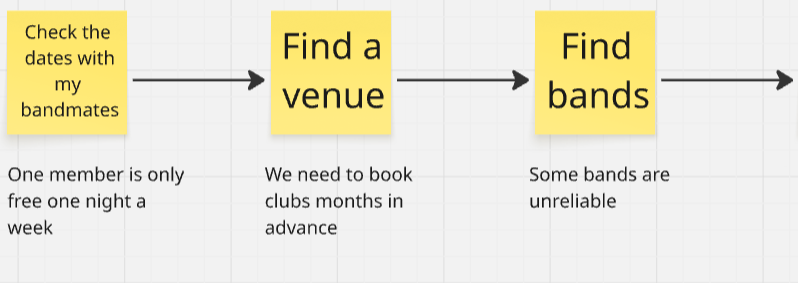 Check the
dates with
my
bandmates
Find a
venue
Find
bands
One member is only
free one night a
week
We need to book
clubs months in
advance
Some bands are
unreliable